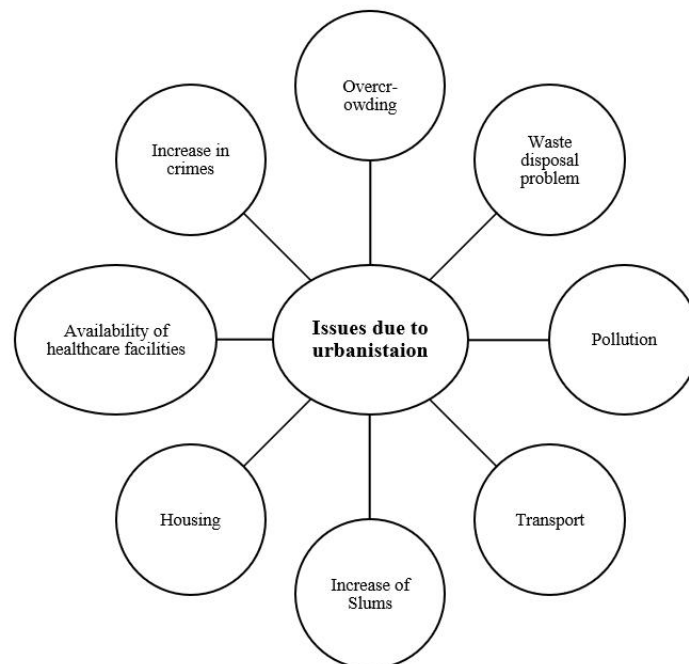 Overcr-
owding
Increase in
crimes
Waste
disposal
problem
Availability of
healthcare facilities
Issues due to
urbanistaion
Pollution
Housing
Transport
Increase of
Slums